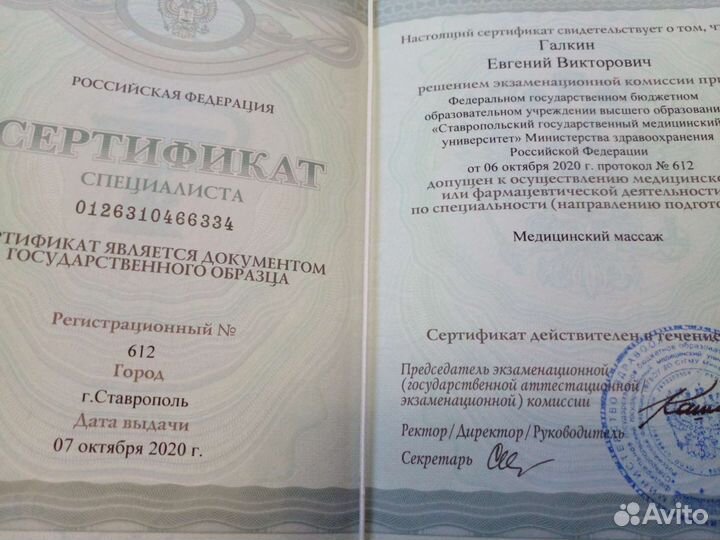 РОССИЙСКАЯ ФЕДЕРАЦИЯ
СЕРТИФИКАТ
СПЕЦИАЛИСТА
0126310466334
РТИФИКАТ ЯВЛЯЕТСЯ ДОКУМЕНТОМ
ГОСУДАРСТВЕННОГО ОБРАЗЦА
Регистрационный №
612
Город
г.Ставрополь
Дата выдачи
07 октября 2020 г.
Настоящий сертификат свидетельствует о том, чт
Галкин
Евгений Викторович
решением экзаменационной комиссии при
Федеральном государственном бюджетном
образовательном учреждении высшего образовани
«Ставропольский государственный медицинский
университет» Министерства здравоохранения
Российской Федерации
от 06 октября 2020 г. протокол № 612
допущен к осуществлению медицинско
или фармацевтической деятельности
по специальности (направлению подгото
Медицинский массаж
Сертификат действителен в течение
Председатель экзаменационной
(государственной аттестационной
экзаменационной) комиссии
Ректор/Директор/Руководитель
Секретарь
Avito